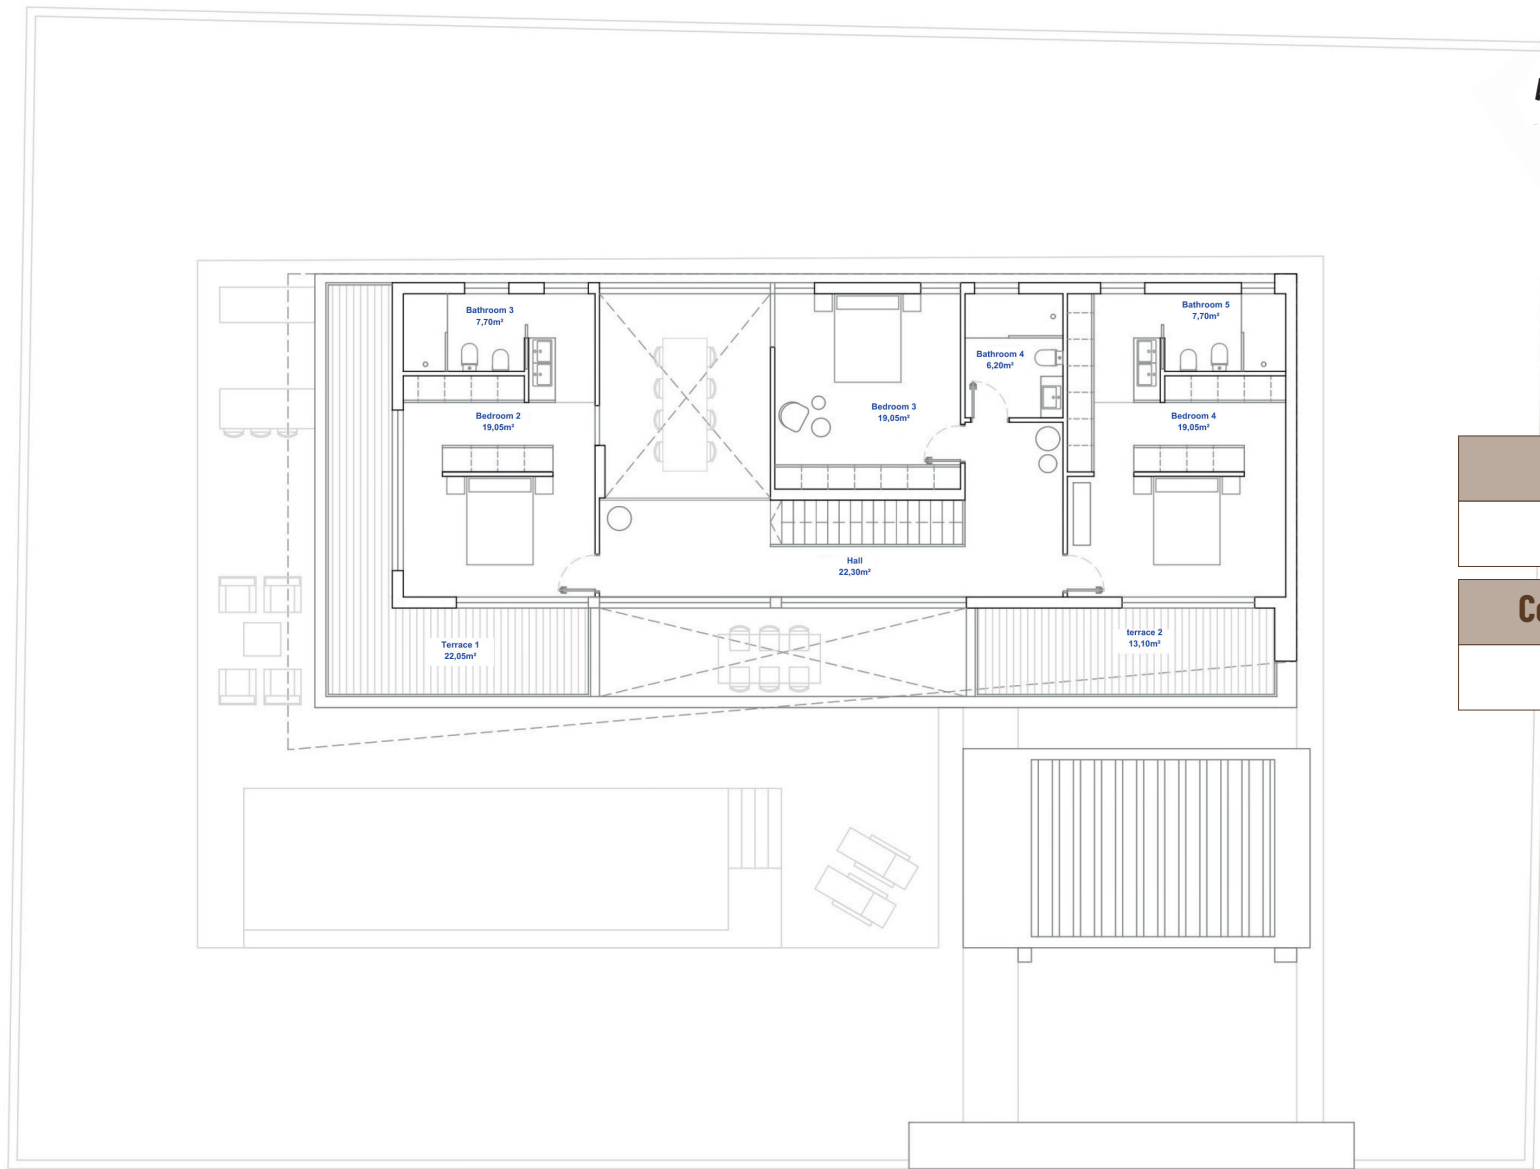 Bathroom 3
7,70m²
Bathroom 5
7,70m²
Bathroom 4
6,20m²
Bedroom 2
19,05m²
Bedroom 3
19,05m²
Bedroom 4
19,05m²
Hall
22,30m²
Terrace 1
22,05m²
terrace 2
13,10m²